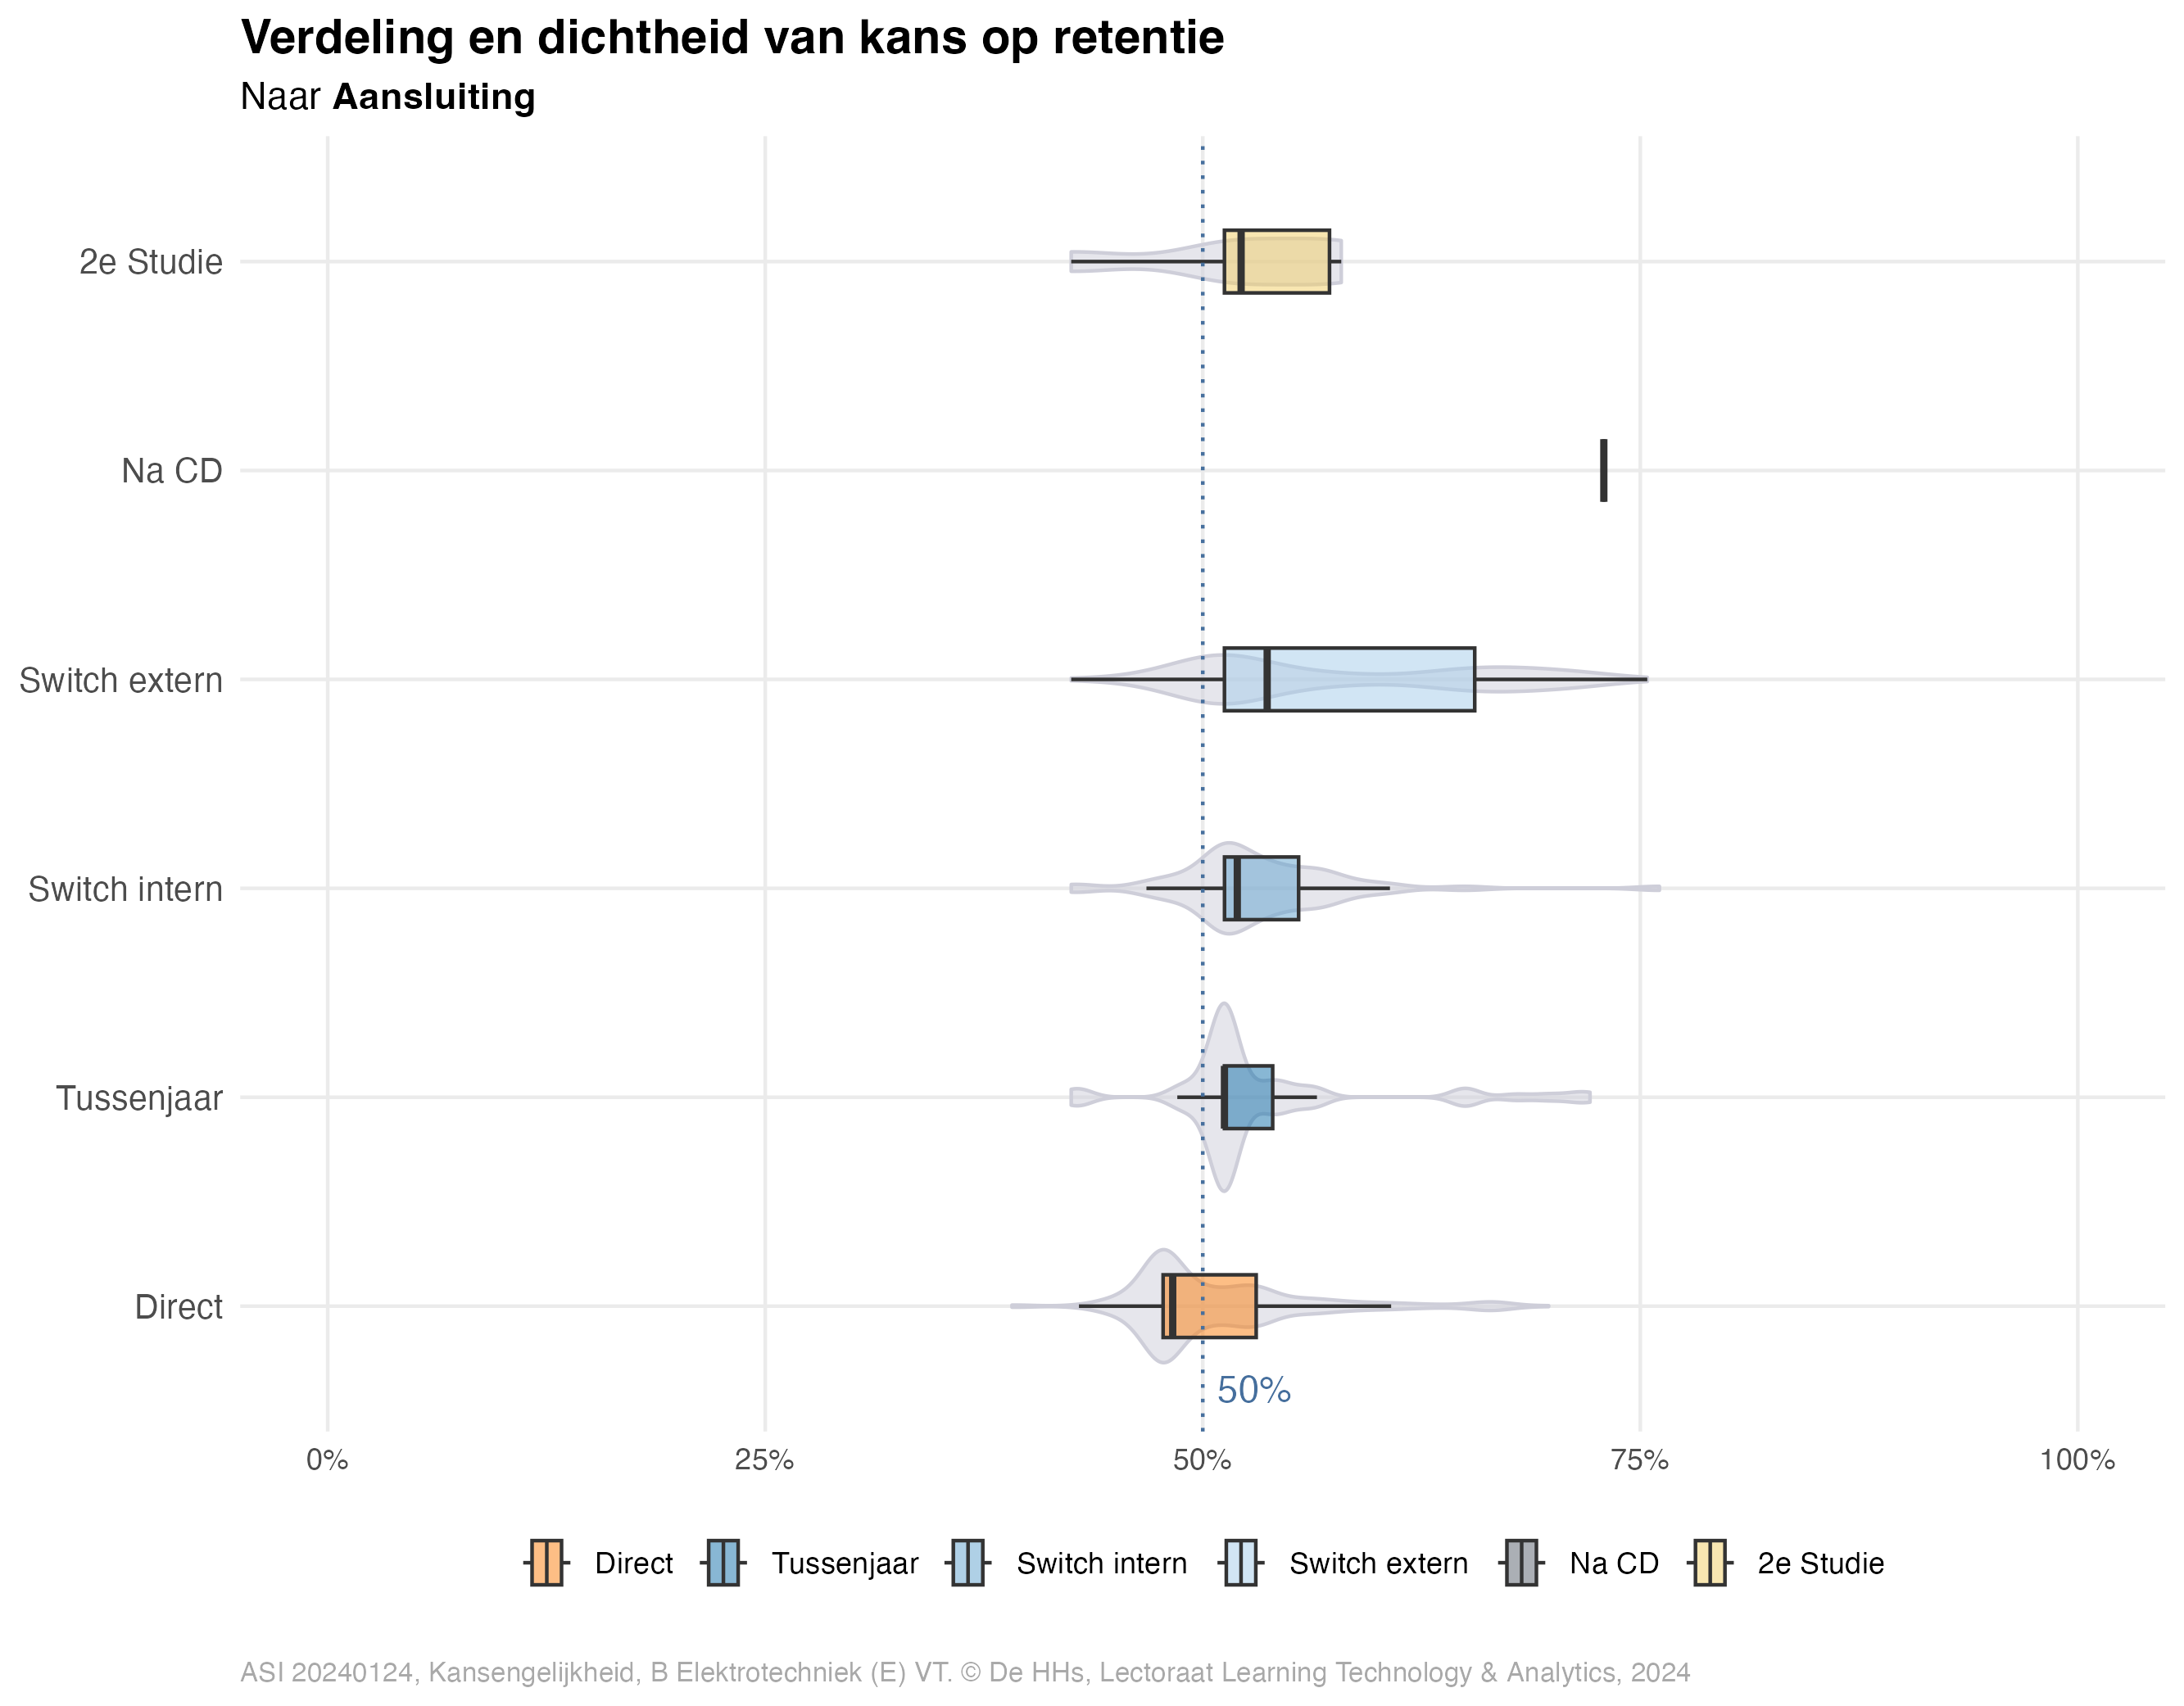 Verdeling en dichtheid van kans op retentie
Naar Aansluiting
2e Studie
Na CD
Switch extern
Switch intern
Tussenjaar
Direct
50%
0% 25% 50% 75% 100%
Direct Tussenjaar Switch intern Switch extern Na CD 2e Studie
ASI 20240124, Kansengelijkheid, B Elektrotechniek (E) VT. © De HHs, Lectoraat Learning Technology & Analytics, 2024